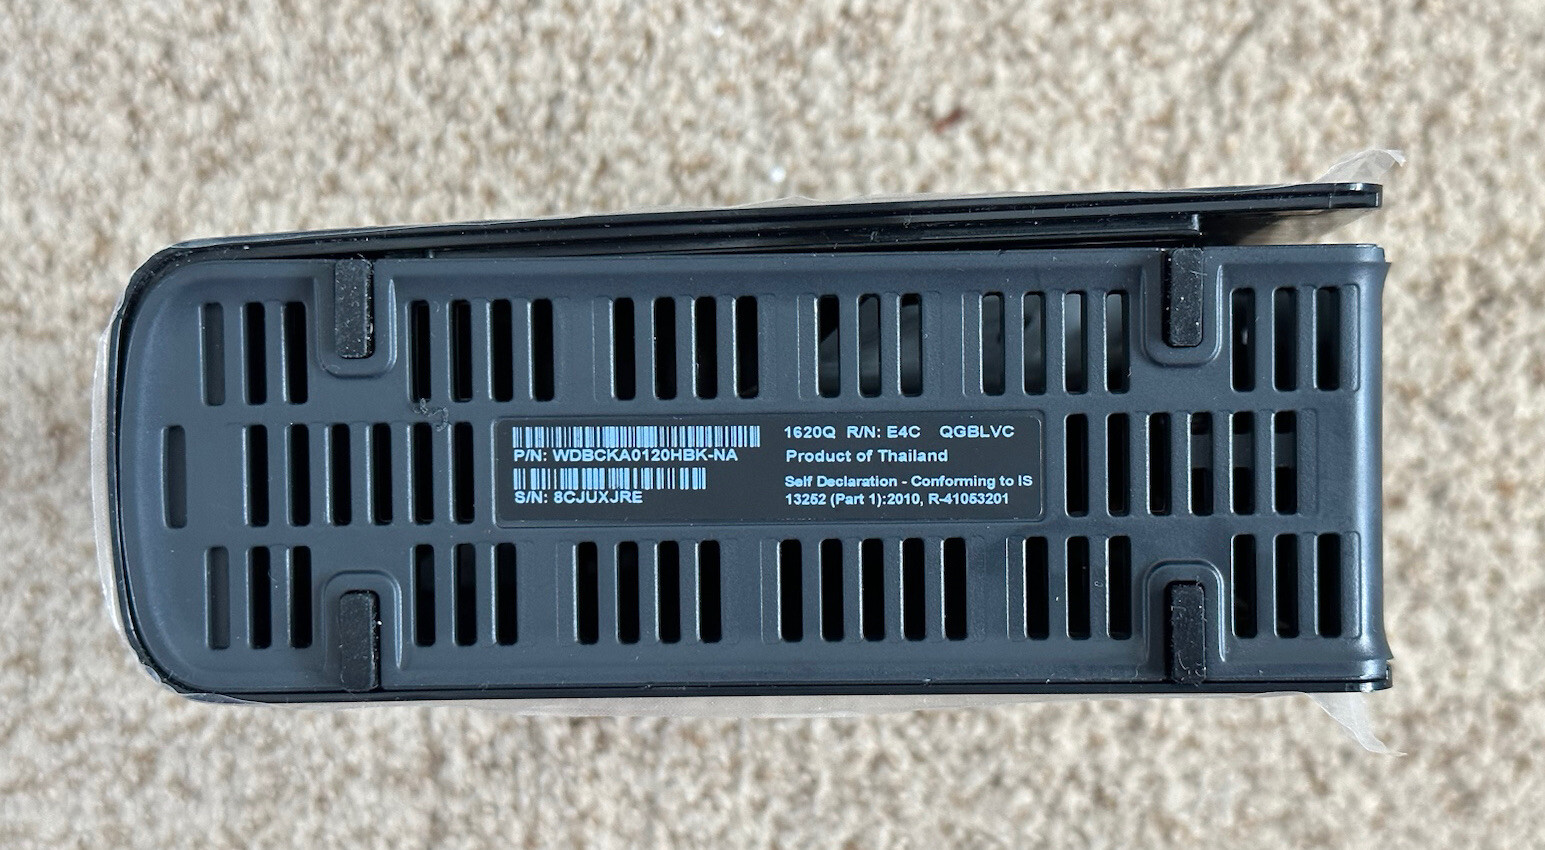 P/N: WDBCKA0120HBK-NA
S/N: 8CJUXJRE
1620Q R/N: E4C QGBLVC
Product of Thailand
Self Declaration - Conforming to IS
13252 (Part 1):2010, R-41053201